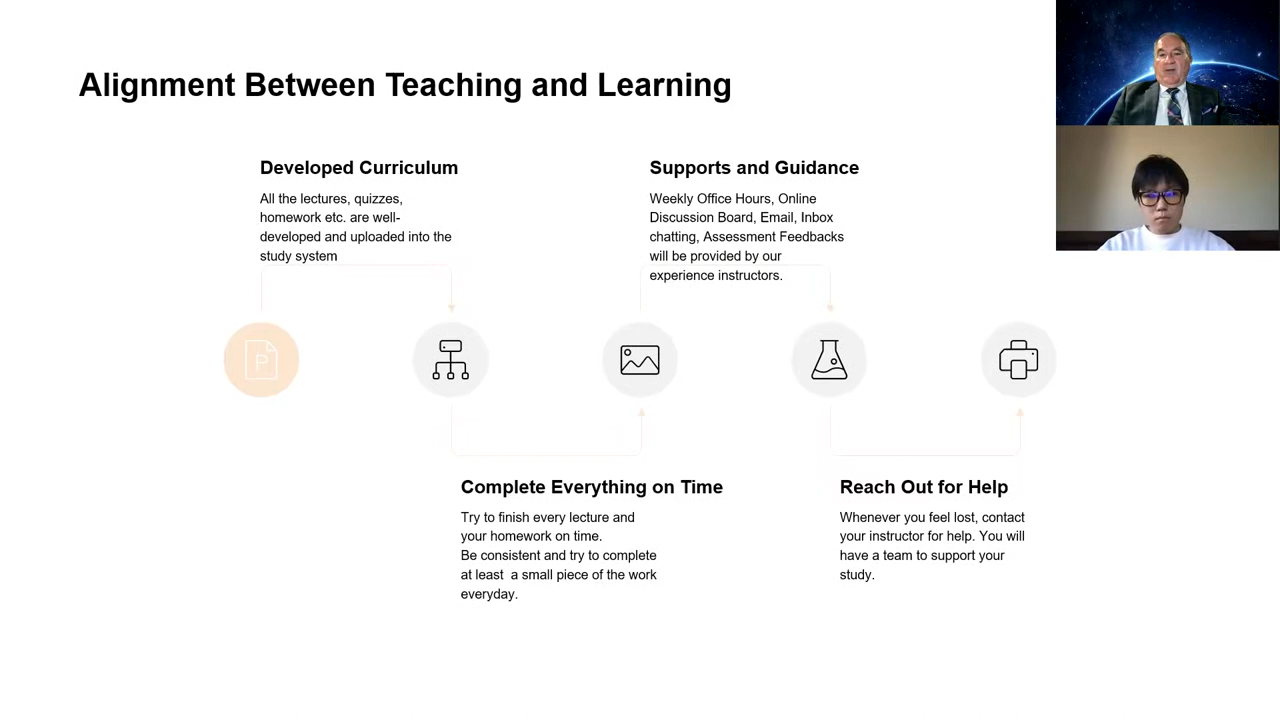 Alignment Between Teaching and Learning
Developed Curriculum
All the lectures, quizzes,
homework etc. are well-
developed and uploaded into the
study system
Supports and Guidance
Weekly Office Hours, Online
Discussion Board, Email, Inbox
chatting, Assessment Feedbacks
will be provided by our
experience instructors.
P
Complete Everything on Time
Try to finish every lecture and
your homework on time.
Be consistent and try to complete
at least  a small piece of the work
everyday.
Reach Out for Help
Whenever you feel lost, contact
your instructor for help. You will
have a team to support your
study.